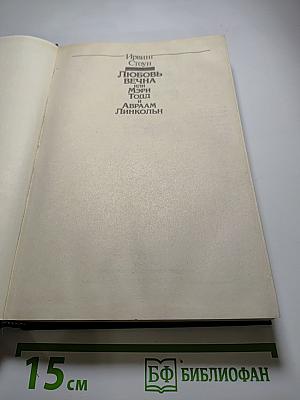 Ирвинг
Стоун
ЛЮБОВЬ
ВЕЧНА
ИЛИ
МЭРИ
ТОДД
И
АВРААМ
ЛИНКОЛЬН
15 см
БФ БИБЛИОФАН